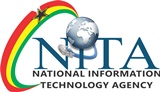 NITA
NATIONAL INFORMATION
TECHNOLOGY AGENCY